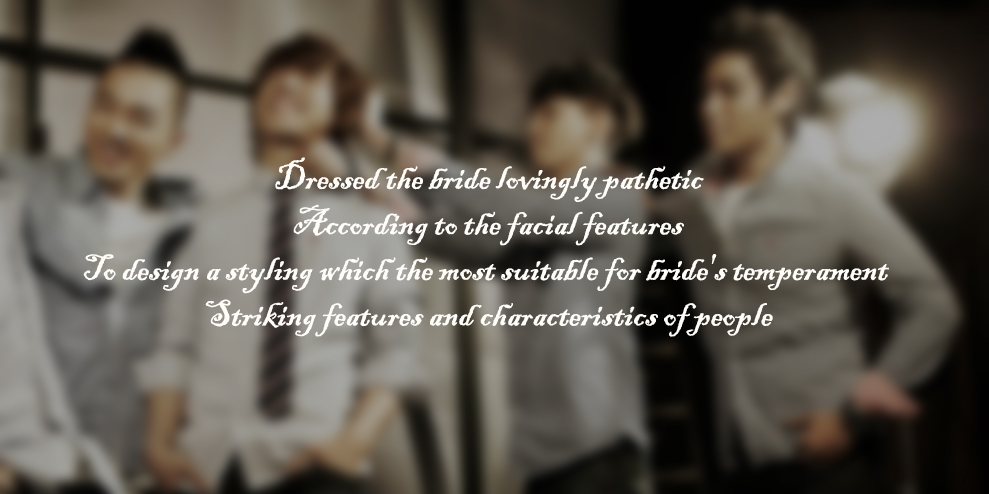 Dressed the bride lovingly pathetic
According to the facial features
To design a styling which the most suitable for bride's temperament
Striking features and characteristics of people